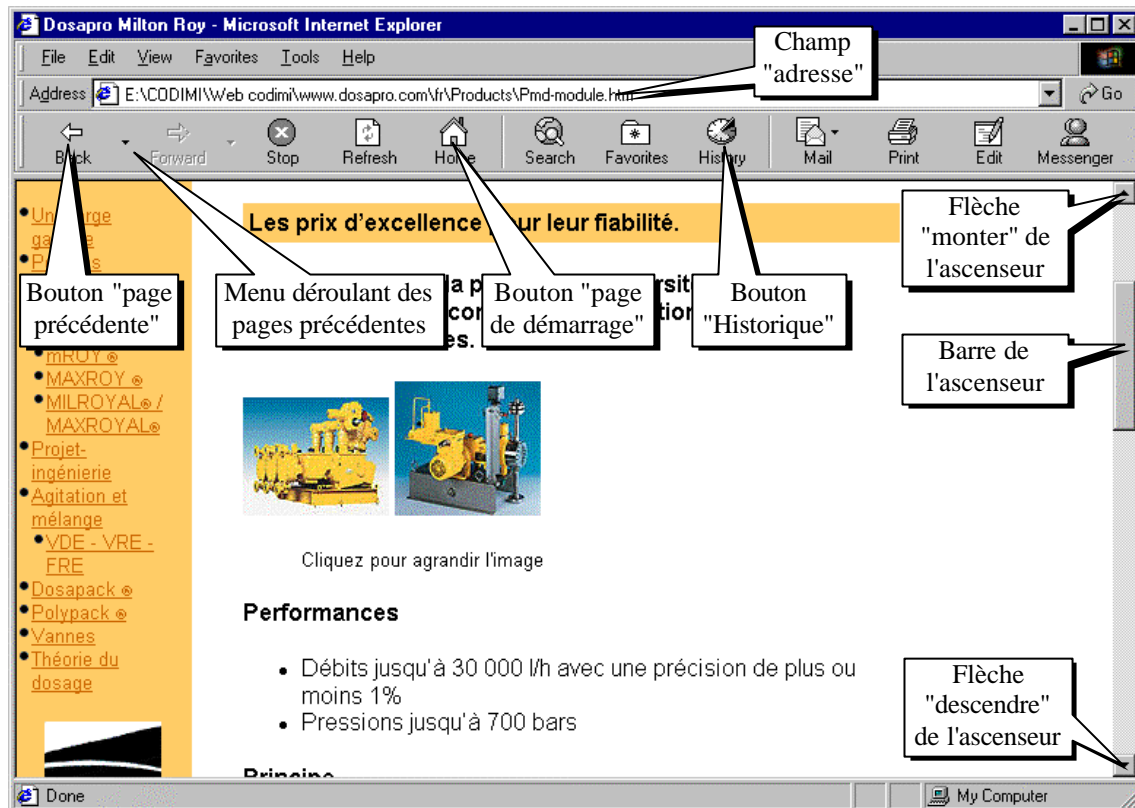 Dosapro Milton Roy - Microsoft Internet Explorer
File Edit View Favorites Tools Help
Champ
"adresse"
Address E:\CODIMI\Web codimi\www.dosapro.com\fr\Products\Pmd-module.htm Go
Back Forward Stop Refresh Home Search Favorites History Mail Print Edit Messenger
Les prix d'excellence pour leur fiabilité.
Flèche
"monter" de
l'ascenseur
Bouton "page
précédente"
Menu déroulant des
pages précédentes
Bouton "page
de démarrage"
Bouton
"Historique"
Barre de
l'ascenseur
mROY ®
MAXROY ®
MILROYAL® /
MAXROYAL®
Projet-
ingénierie
Agitation et
mélange
VDE - VRE -
FRE
Dosapack ®
Polypack ®
Vannes
Théorie du
dosage
Cliquez pour agrandir l'image
Performances
Débits jusqu'à 30 000 l/h avec une précision de plus ou
moins 1%
Pressions jusqu'à 700 bars
Principe
Flèche
"descendre"
de l'ascenseur
Done My Computer